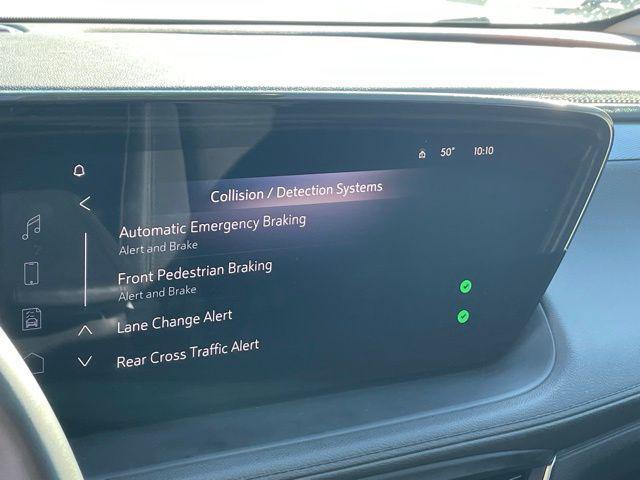 50° 10:10
Collision / Detection Systems
Automatic Emergency Braking
Alert and Brake
Front Pedestrian Braking
Alert and Brake
Lane Change Alert
Rear Cross Traffic Alert